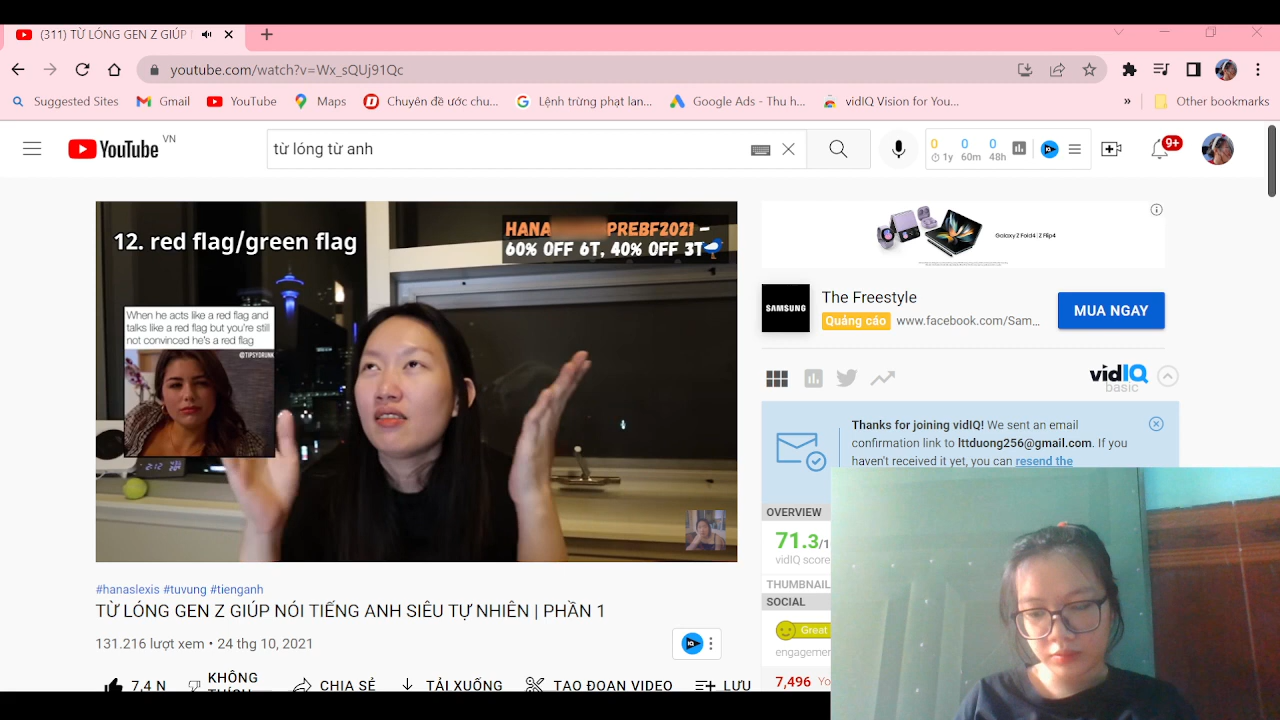 (311) TỪ LÓNG GEN Z GIÚP
youtube.com/watch?v=Wx_sQUj91Qc
Suggested Sites
Gmail
YouTube
Maps
Chuyên đề ước chu...
Lệnh trừng phạt lan...
Google Ads - Thu h...
vidIQ Vision for You...
»
Other bookmarks
YouTube VN
từ lóng từ anh
0 0 0
1y 60m 48h
9+
12. red flag/green flag
HANA PREBF2021 -
60% OFF 6T, 40% OFF 3T
When he acts like a red flag and
talks like a red flag but you're still
not convinced he's a red flag
@TIPSYDRUNK
2:12
Galaxy Z Fold4 | Z Flip4
SAMSUNG
The Freestyle
Quảng cáo www.facebook.com/Sam...
MUA NGAY
vidIQ
basic
Thanks for joining vidIQ! We sent an email
confirmation link to lttduong256@gmail.com. If you
haven't received it yet, you can resend the
OVERVIEW
71.3/1
vidIQ score
THUMBNAIL
SOCIAL
Great
engagemen
7,496 Yo
#hanaslexis #tuvung #tienganh
TỪ LÓNG GEN Z GIÚP NÓI TIẾNG ANH SIÊU TỰ NHIÊN | PHẦN 1
131.216 lượt xem • 24 thg 10, 2021
7,4 N
KHÔNG
THÍCH
CHIA SẺ
TẢI XUỐNG
TẠO ĐOẠN VIDEO
LƯU